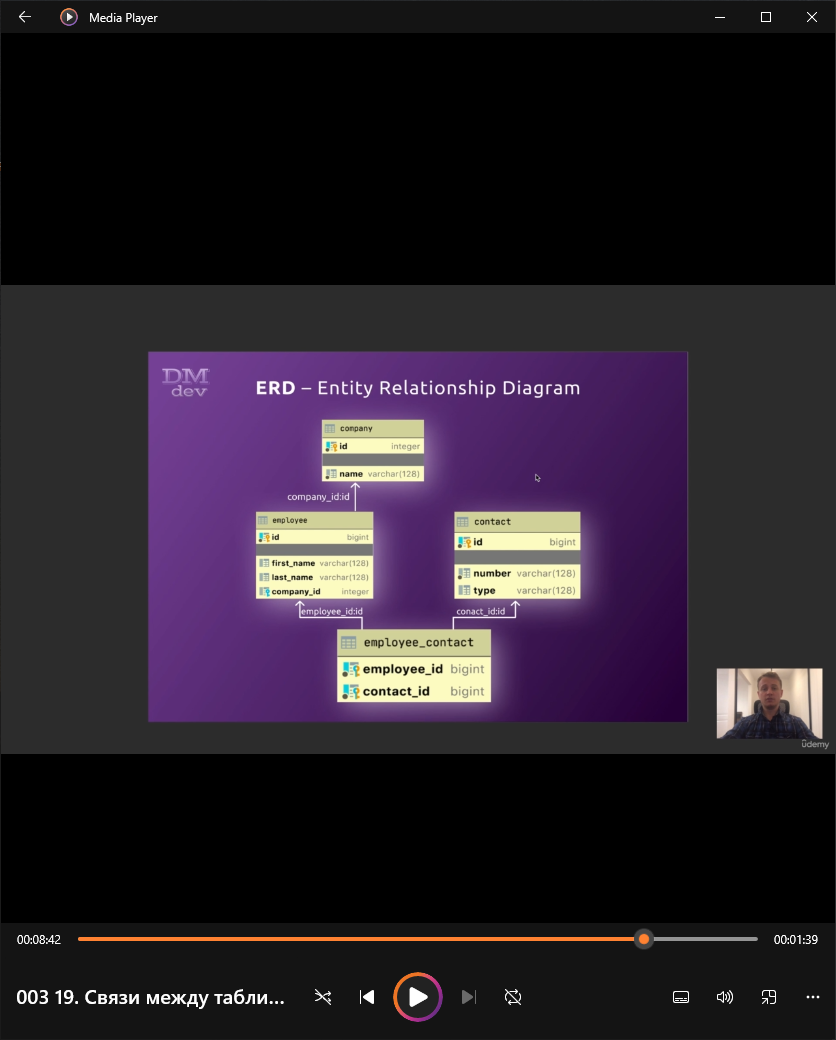 Media Player
DM
dev
ERD – Entity Relationship Diagram
company
id integer
name varchar(128)
company_id:id
employee
id bigint
first_name varchar(128)
last_name varchar(128)
company_id integer
contact
id bigint
number varchar(128)
type varchar(128)
employee_id:id
conact_id:id
employee_contact
employee_id bigint
contact_id bigint
udemy
00:08:42
00:01:39
003 19. Связи между табли...